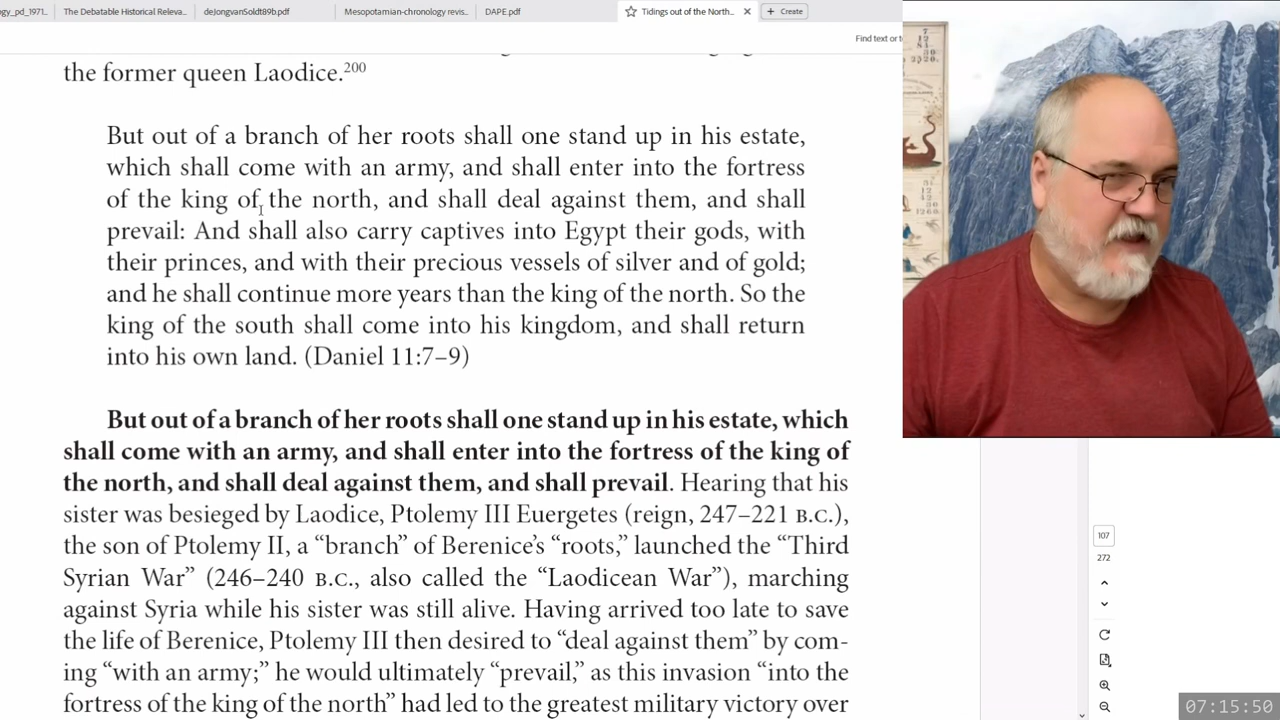 gy_pd_1971..
The Debatable Historical Releva..
deJongvanSoldt89b.pdf
Mesopotamian-chronology revis..
DAPE.pdf
Tidings out of the North...
Create
Find text or t
the former queen Laodice.200
But out of a branch of her roots shall one stand up in his estate,
which shall come with an army, and shall enter into the fortress
of the king of the north, and shall deal against them, and shall
prevail: And shall also carry captives into Egypt their gods, with
their princes, and with their precious vessels of silver and of gold;
and he shall continue more years than the king of the north. So the
king of the south shall come into his kingdom, and shall return
into his own land. (Daniel 11:7–9)
But out of a branch of her roots shall one stand up in his estate, which
shall come with an army, and shall enter into the fortress of the king of
the north, and shall deal against them, and shall prevail. Hearing that his
sister was besieged by Laodice, Ptolemy III Euergetes (reign, 247–221 B.C.),
the son of Ptolemy II, a “branch” of Berenice’s “roots,” launched the “Third
Syrian War” (246–240 B.C., also called the “Laodicean War”), marching
against Syria while his sister was still alive. Having arrived too late to save
the life of Berenice, Ptolemy III then desired to “deal against them” by com-
ing “with an army;” he would ultimately “prevail,” as this invasion “into the
fortress of the king of the north” had led to the greatest military victory over
107
272
07:15:50